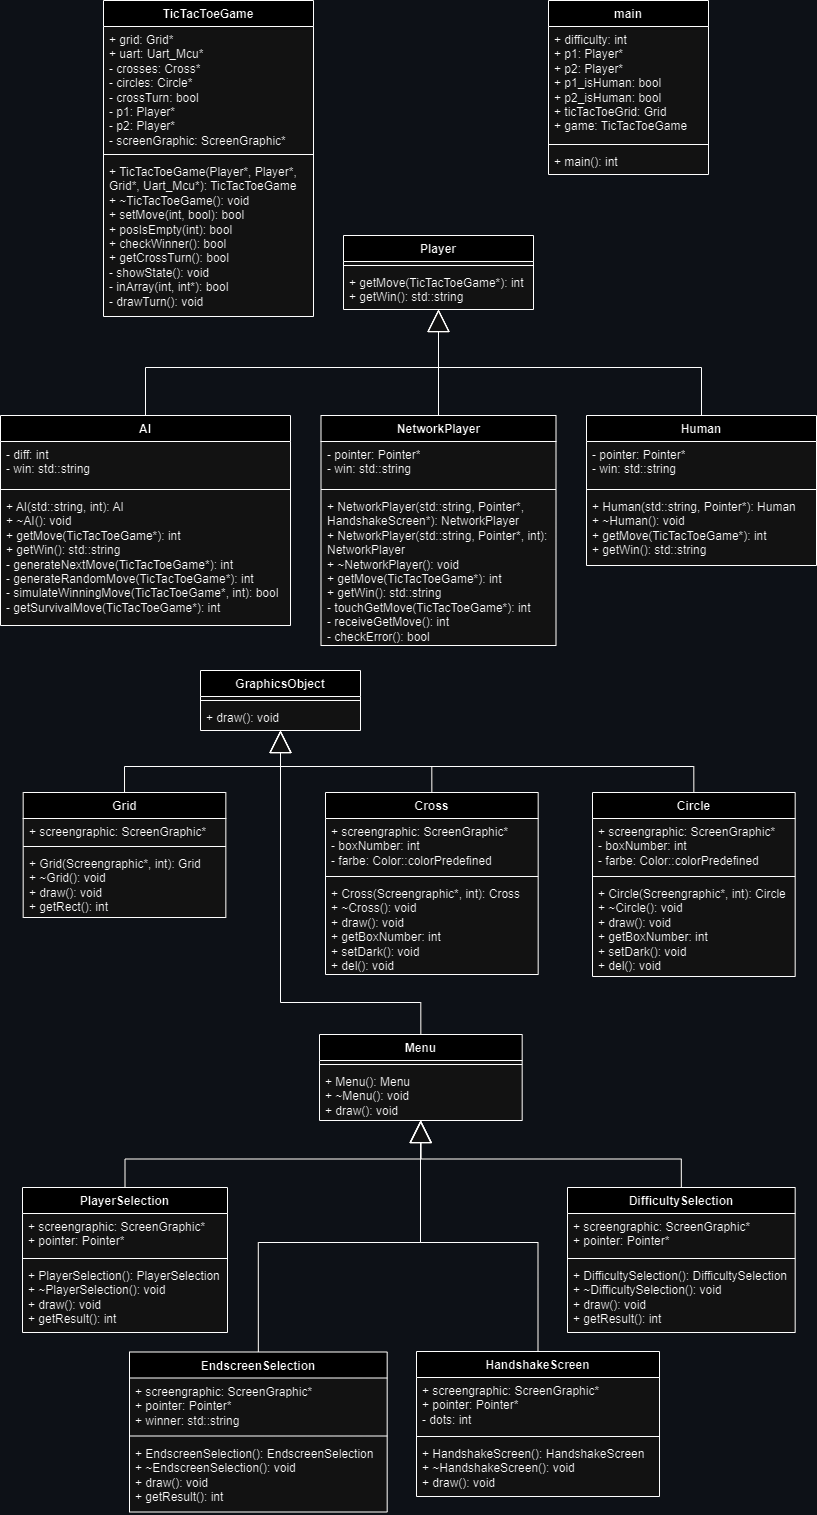 TicTacToeGame
+ grid: Grid*
+ uart: Uart_Mcu*
- crosses: Cross*
- circles: Circle*
- crossTurn: bool
- p1: Player*
- p2: Player*
- screenGraphic: ScreenGraphic*
+ TicTacToeGame(Player*, Player*,
Grid*, Uart_Mcu*): TicTacToeGame
+ ~TicTacToeGame(): void
+ setMove(int, bool): bool
+ posIsEmpty(int): bool
+ checkWinner(): bool
+ getCrossTurn(): bool
- showState(): void
- inArray(int, int*): bool
- drawTurn(): void
main
+ difficulty: int
+ p1: Player*
+ p2: Player*
+ p1_isHuman: bool
+ p2_isHuman: bool
+ ticTacToeGrid: Grid
+ game: TicTacToeGame
+ main(): int
Player
+ getMove(TicTacToeGame*): int
+ getWin(): std::string
AI
- diff: int
- win: std::string
+ AI(std::string, int): AI
+ ~AI(): void
+ getMove(TicTacToeGame*): int
+ getWin(): std::string
- generateNextMove(TicTacToeGame*): int
- generateRandomMove(TicTacToeGame*): int
- simulateWinningMove(TicTacToeGame*, int): bool
- getSurvivalMove(TicTacToeGame*): int
NetworkPlayer
- pointer: Pointer*
- win: std::string
+ NetworkPlayer(std::string, Pointer*,
HandshakeScreen*): NetworkPlayer
+ NetworkPlayer(std::string, Pointer*, int):
NetworkPlayer
+ ~NetworkPlayer(): void
+ getMove(TicTacToeGame*): int
+ getWin(): std::string
- touchGetMove(TicTacToeGame*): int
- receiveGetMove(): int
- checkError(): bool
Human
- pointer: Pointer*
- win: std::string
+ Human(std::string, Pointer*): Human
+ ~Human(): void
+ getMove(TicTacToeGame*): int
+ getWin(): std::string
GraphicsObject
+ draw(): void
Grid
+ screengraphic: ScreenGraphic*
+ Grid(Screengraphic*, int): Grid
+ ~Grid(): void
+ draw(): void
+ getRect(): int
Cross
+ screengraphic: ScreenGraphic*
- boxNumber: int
- farbe: Color::colorPredefined
+ Cross(Screengraphic*, int): Cross
+ ~Cross(): void
+ draw(): void
+ getBoxNumber: int
+ setDark(): void
+ del(): void
Circle
+ screengraphic: ScreenGraphic*
- boxNumber: int
- farbe: Color::colorPredefined
+ Circle(Screengraphic*, int): Circle
+ ~Circle(): void
+ draw(): void
+ getBoxNumber: int
+ setDark(): void
+ del(): void
Menu
+ Menu(): Menu
+ ~Menu(): void
+ draw(): void
PlayerSelection
+ screengraphic: ScreenGraphic*
+ pointer: Pointer*
+ PlayerSelection(): PlayerSelection
+ ~PlayerSelection(): void
+ draw(): void
+ getResult(): int
DifficultySelection
+ screengraphic: ScreenGraphic*
+ pointer: Pointer*
+ DifficultySelection(): DifficultySelection
+ ~DifficultySelection(): void
+ draw(): void
+ getResult(): int
EndscreenSelection
+ screengraphic: ScreenGraphic*
+ pointer: Pointer*
+ winner: std::string
+ EndscreenSelection(): EndscreenSelection
+ ~EndscreenSelection(): void
+ draw(): void
+ getResult(): int
HandshakeScreen
+ screengraphic: ScreenGraphic*
+ pointer: Pointer*
- dots: int
+ HandshakeScreen(): HandshakeScreen
+ ~HandshakeScreen(): void
+ draw(): void